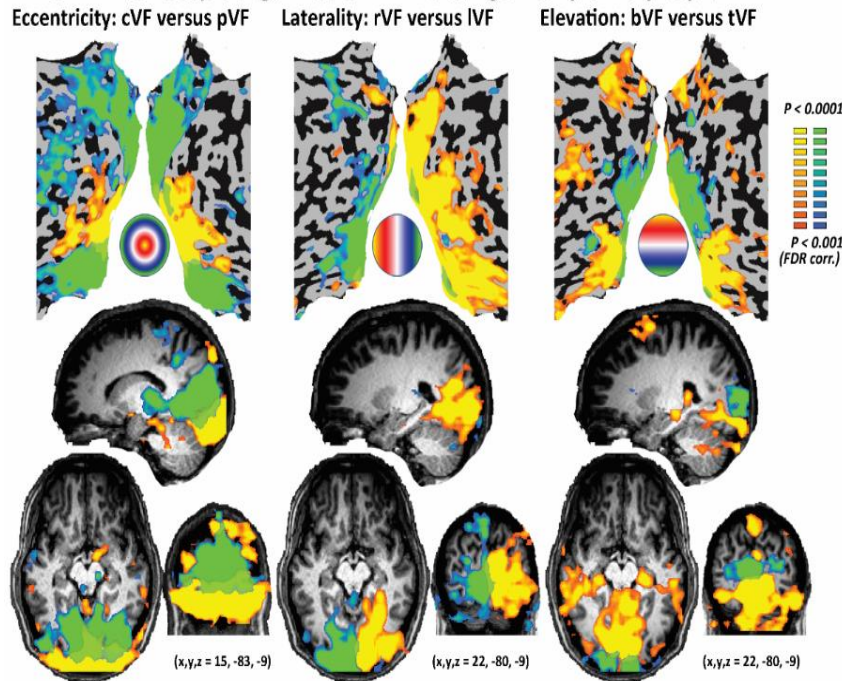 Eccentricity: cVF versus pVF
Laterality: rVF versus lVF
Elevation: bVF versus tVF
P < 0.0001
P < 0.001
(FDR corr.)
(x,y,z = 15, -83, -9)
(x,y,z = 22, -80, -9)
(x,y,z = 22, -80, -9)